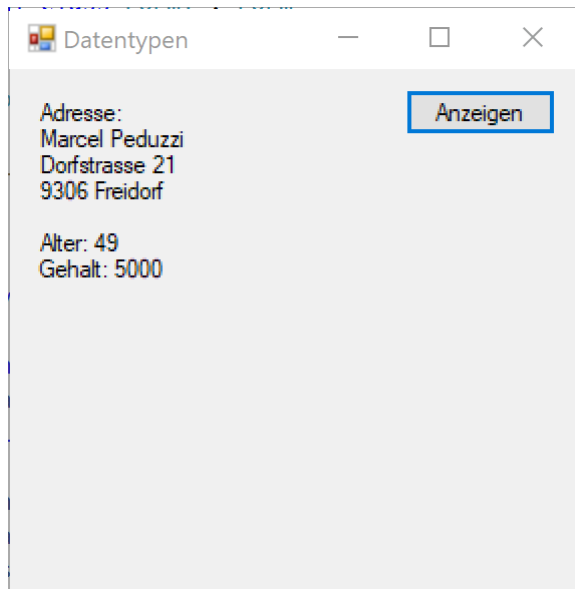 Datentypen
Anzeigen
Adresse:
Marcel Peduzzi
Dorfstrasse 21
9306 Freidorf
Alter: 49
Gehalt: 5000